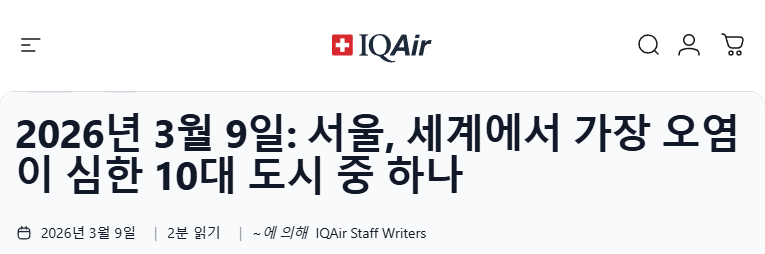 IQAir
2026년 3월 9일: 서울, 세계에서 가장 오염
이 심한 10대 도시 중 하나
2026년 3월 9일 | 2분 읽기 | ~에 의해 IQAir Staff Writers